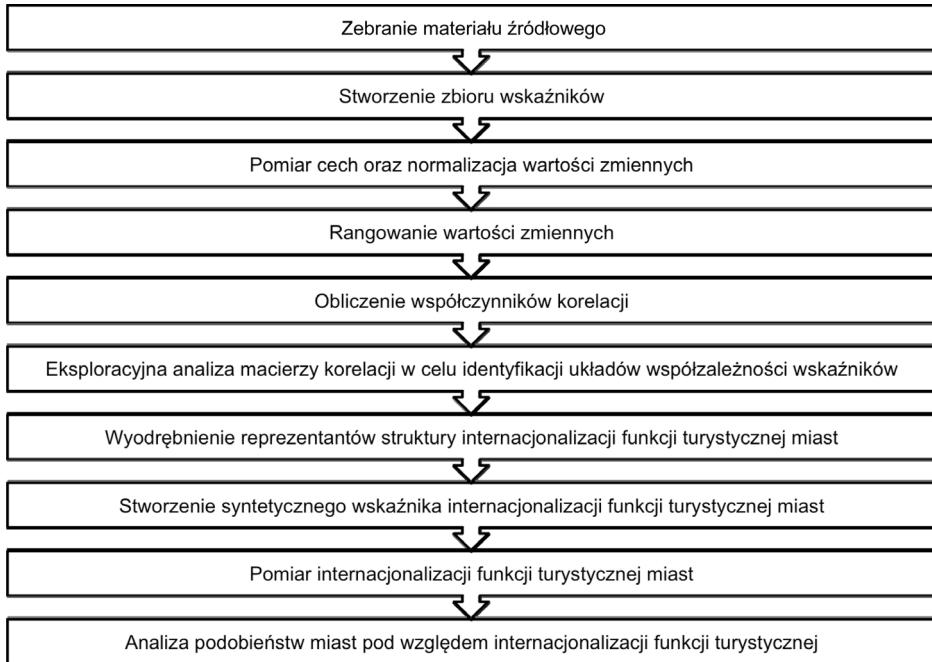 Zebranie materiału źródłowego
Stworzenie zbioru wskaźników
Pomiar cech oraz normalizacja wartości zmiennych
Rangowanie wartości zmiennych
Obliczenie współczynników korelacji
Eksploracyjna analiza macierzy korelacji w celu identyfikacji układów współzależności wskaźników
Wyodrębnienie reprezentantów struktury internacjonalizacji funkcji turystycznej miast
Stworzenie syntetycznego wskaźnika internacjonalizacji funkcji turystycznej miast
Pomiar internacjonalizacji funkcji turystycznej miast
Analiza podobieństw miast pod względem internacjonalizacji funkcji turystycznej